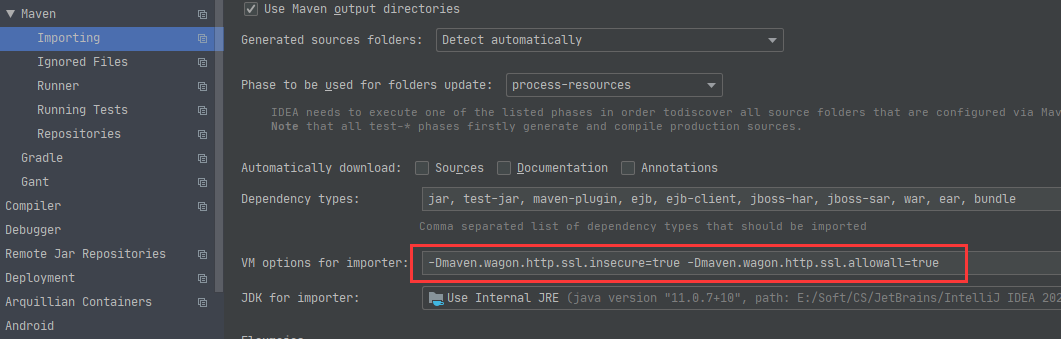 Maven
Use Maven output directories
Importing
Generated sources folders: Detect automatically
Ignored Files
Runner
Phase to be used for folders update: process-resources
Running Tests
IDEA needs to execute one of the listed phases in order todiscover all source folders that are configured via Mav
Repositories
Note that all test-* phases firstly generate and compile production sources.
Gradle
Automatically download: Sources Documentation Annotations
Gant
Dependency types: jar, test-jar, maven-plugin, ejb, ejb-client, jboss-har, jboss-sar, war, ear, bundle
Compiler
Comma separated list of dependency types that should be imported
Debugger
Remote Jar Repositories
VM options for importer: -Dmaven.wagon.http.ssl.insecure=true -Dmaven.wagon.http.ssl.allowall=true
Deployment
JDK for importer: Use Internal JRE (java version "11.0.7+10", path: E:/Soft/CS/JetBrains/IntelliJ IDEA 202
Arquillian Containers
Android